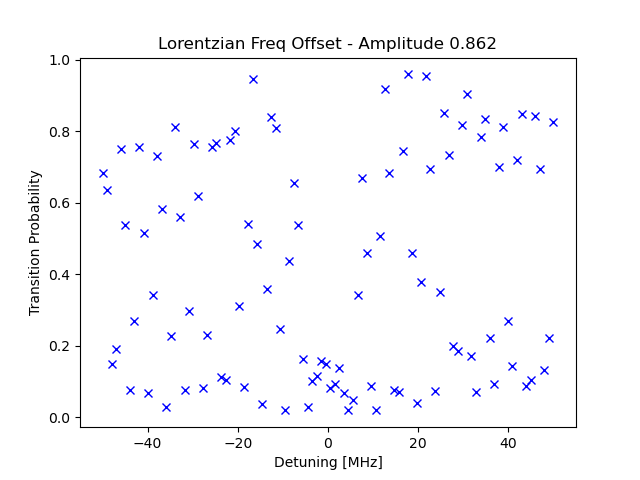 Lorentzian Freq Offset - Amplitude 0.862
Transition Probability
1.0
0.8
0.6
0.4
0.2
0.0
−40 −20 0 20 40
Detuning [MHz]